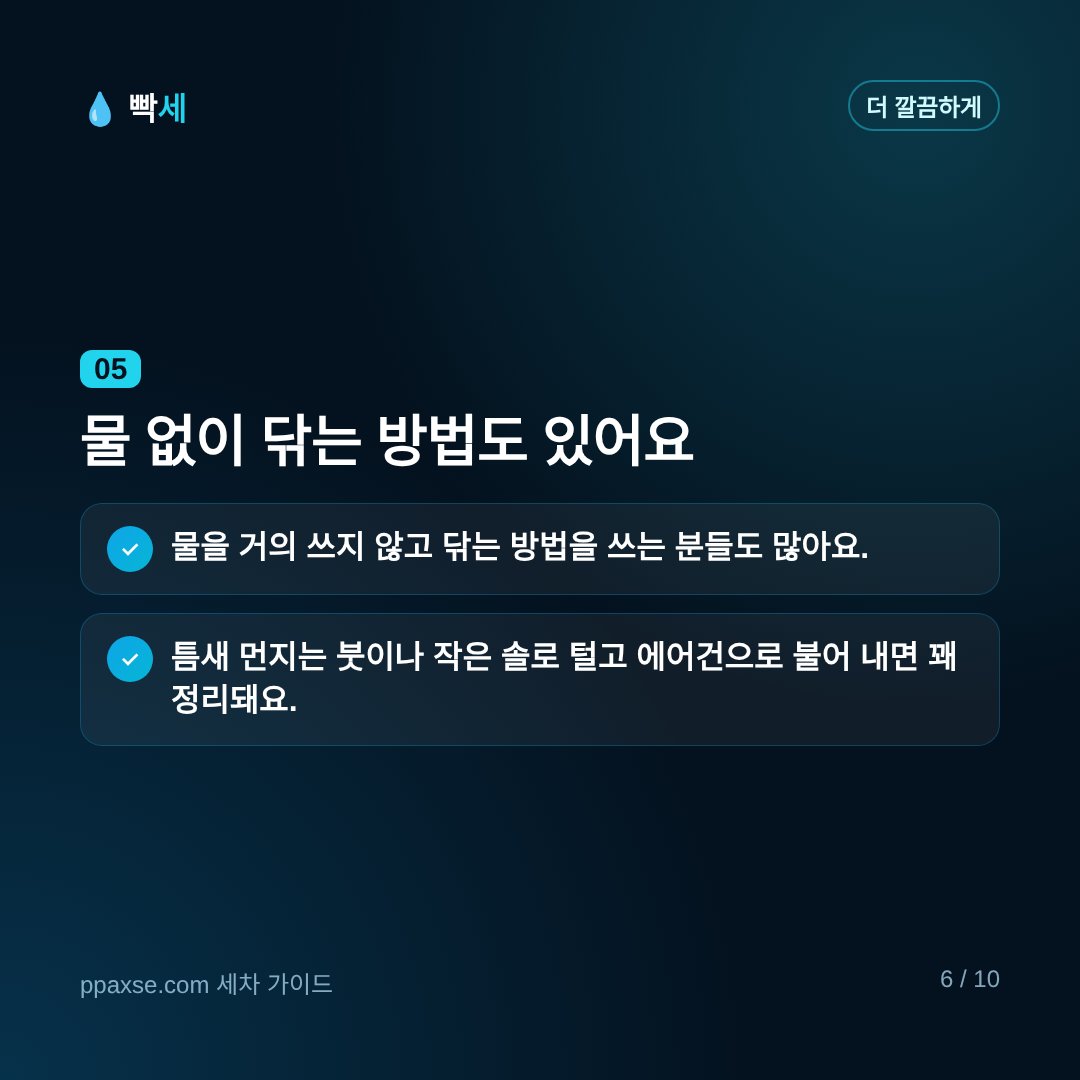 빡세
더 깔끔하게
05
물 없이 닦는 방법도 있어요
물을 거의 쓰지 않고 닦는 방법을 쓰는 분들도 많아요.
틈새 먼지는 붓이나 작은 솔로 털고 에어건으로 불어 내면 꽤
정리돼요.
ppaxse.com 세차 가이드
6 / 10